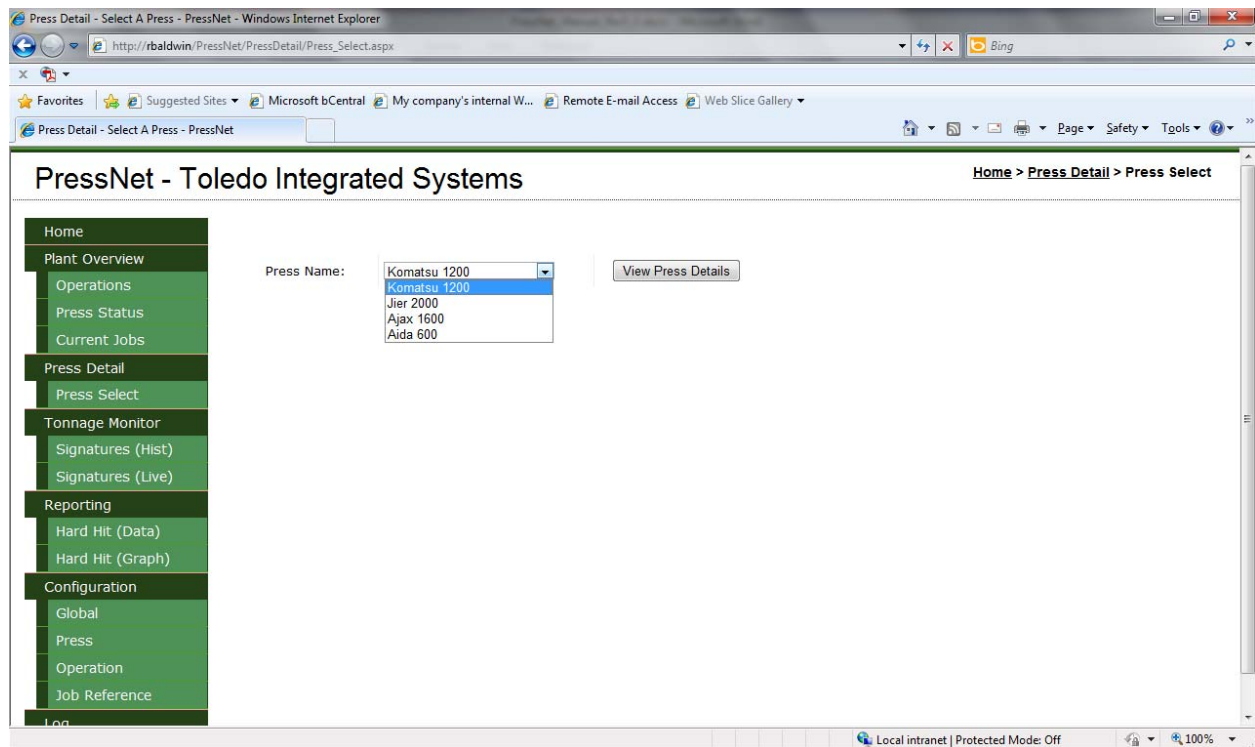 Press Detail - Select A Press - PressNet - Windows Internet Explorer
http://rbaldwin/PressNet/PressDetail/Press_Select.aspx
Bing
x
Favorites
Suggested Sites
Microsoft bCentral
My company's internal W...
Remote E-mail Access
Web Slice Gallery
Press Detail - Select A Press - PressNet
Page
Safety
Tools
PressNet - Toledo Integrated Systems
Home > Press Detail > Press Select
Home
Plant Overview
Operations
Press Status
Current Jobs
Press Detail
Press Select
Tonnage Monitor
Signatures (Hist)
Signatures (Live)
Reporting
Hard Hit (Data)
Hard Hit (Graph)
Configuration
Global
Press
Operation
Job Reference
Log
Press Name:
Komatsu 1200
Komatsu 1200
Jier 2000
Ajax 1600
Aida 600
View Press Details
Local intranet | Protected Mode: Off
100%